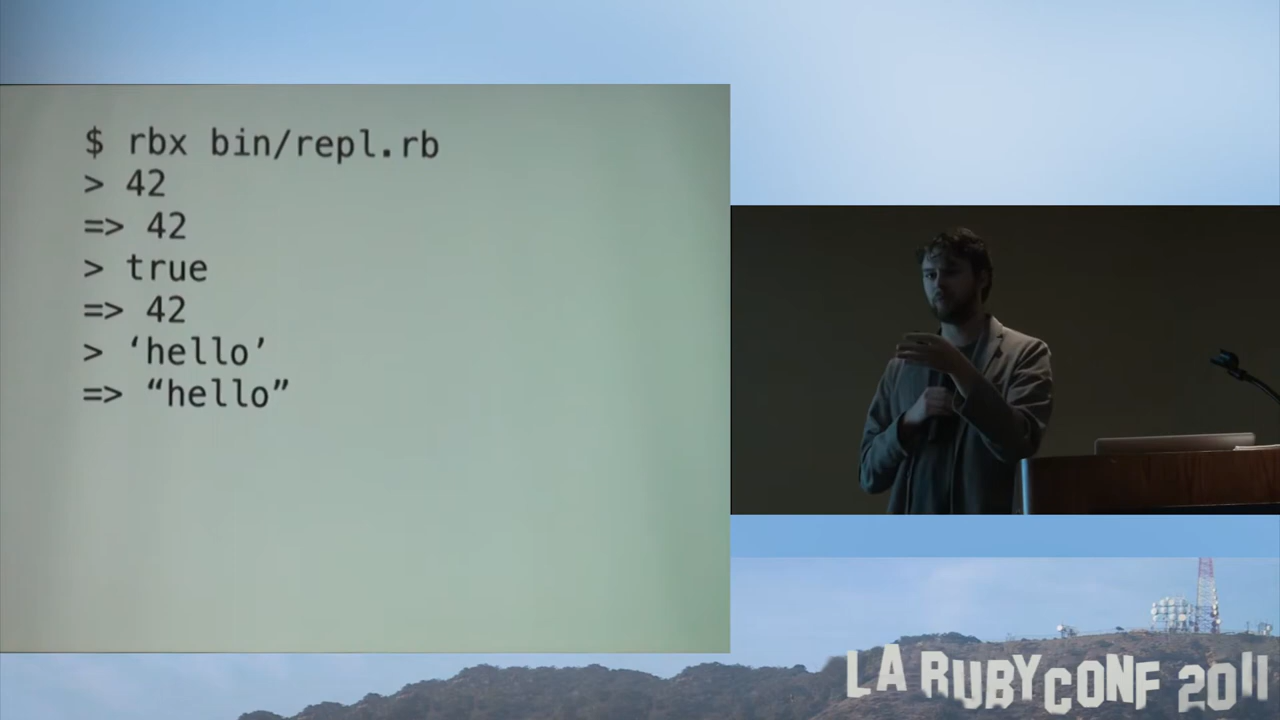 $ rbx bin/repl.rb
> 42
=> 42
> true
=> 42
> ‘hello’
=> “hello”
LA RUBYCONF 2011